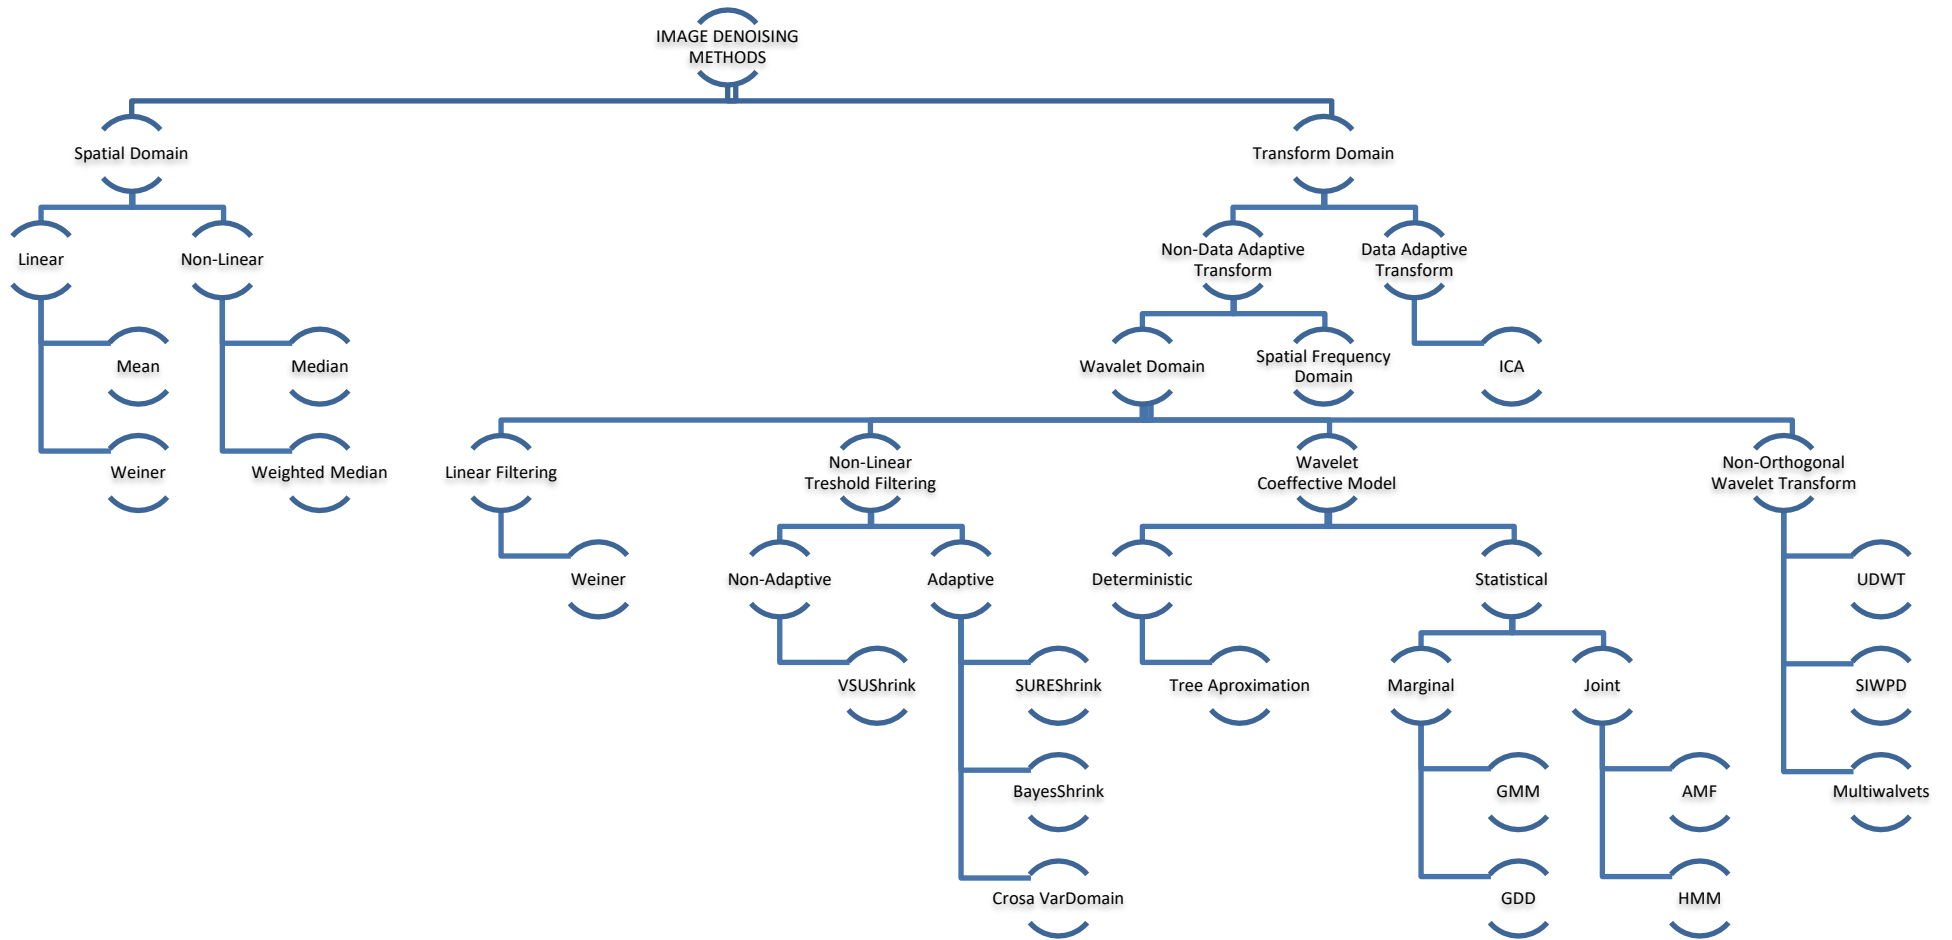 IMAGE DENOISING
METHODS
Spatial Domain
Transform Domain
Linear
Non-Linear
Non-Data Adaptive
Transform
Data Adaptive
Transform
Mean
Median
Wavalet Domain
Spatial Frequency
Domain
ICA
Weiner
Weighted Median
Linear Filtering
Non-Linear
Treshold Filtering
Wavelet
Coeffective Model
Non-Orthogonal
Wavelet Transform
Weiner
Non-Adaptive
Adaptive
Deterministic
Statistical
UDWT
VSUShrink
SUREShrink
Tree Aproximation
Marginal
Joint
SIWPD
BayesShrink
GMM
AMF
Multiwalvets
Crosa VarDomain
GDD
HMM